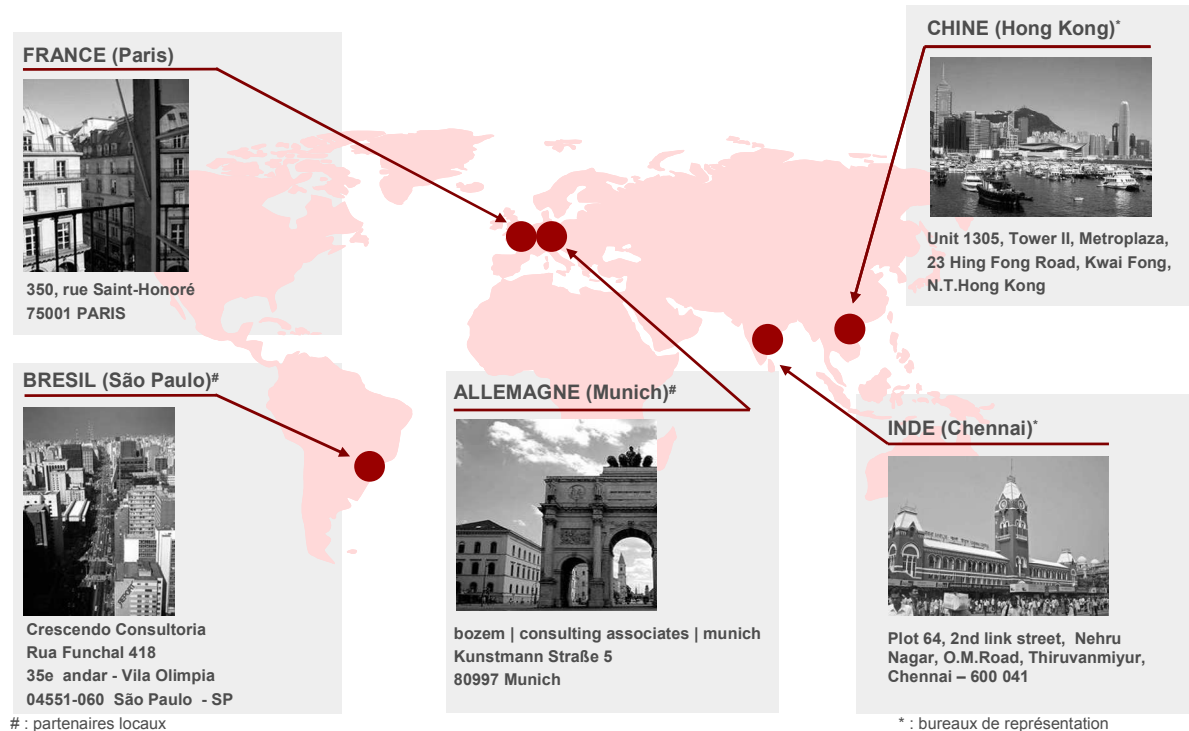 FRANCE (Paris)
350, rue Saint-Honoré
75001 PARIS
CHINE (Hong Kong)*
Unit 1305, Tower II, Metroplaza,
23 Hing Fong Road, Kwai Fong,
N.T.Hong Kong
BRESIL (São Paulo)#
Crescendo Consultoria
Rua Funchal 418
35e andar - Vila Olimpia
04551-060 São Paulo - SP
ALLEMAGNE (Munich)#
bozem | consulting associates | munich
Kunstmann Straße 5
80997 Munich
INDE (Chennai)*
Plot 64, 2nd link street, Nehru
Nagar, O.M.Road, Thiruvanmiyur,
Chennai – 600 041
# : partenaires locaux
* : bureaux de représentation